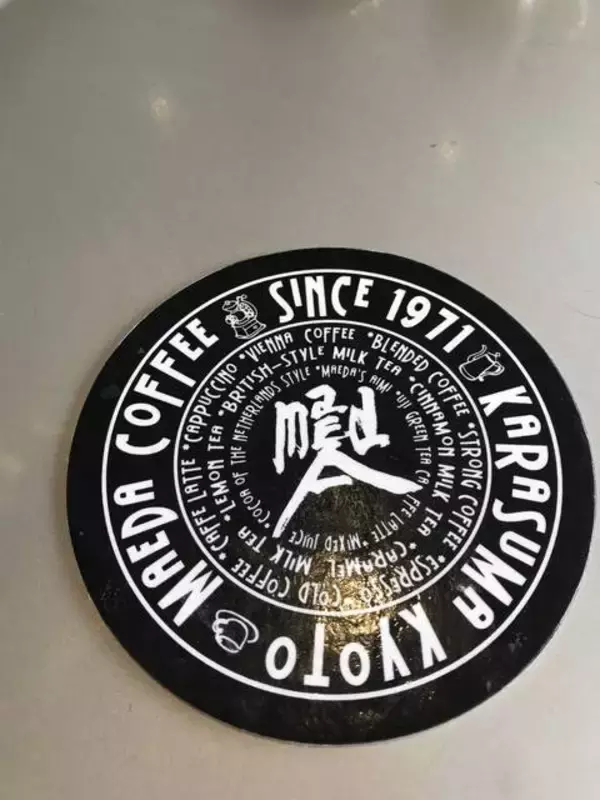 MAEDA COFFEE SINCE 1971 KARASUMA KYOTO
*CAFFE LATTE *CAPPUCCINO *VIENNA COFFEE *BLENDED COFFEE *STRONG COFFEE *ESPRESSO COLD COFFEE
*LEMON TEA *BRITISH-STYLE MILK TEA *CINNAMON MILK TEA *CARAMEL MILK TEA
*COCOA OF THE NETHERLANDS STYLE *MAEDA'S AIMI *UJI GREEN TEA CAFFE LATTE *MIXED JUICE
maed
A